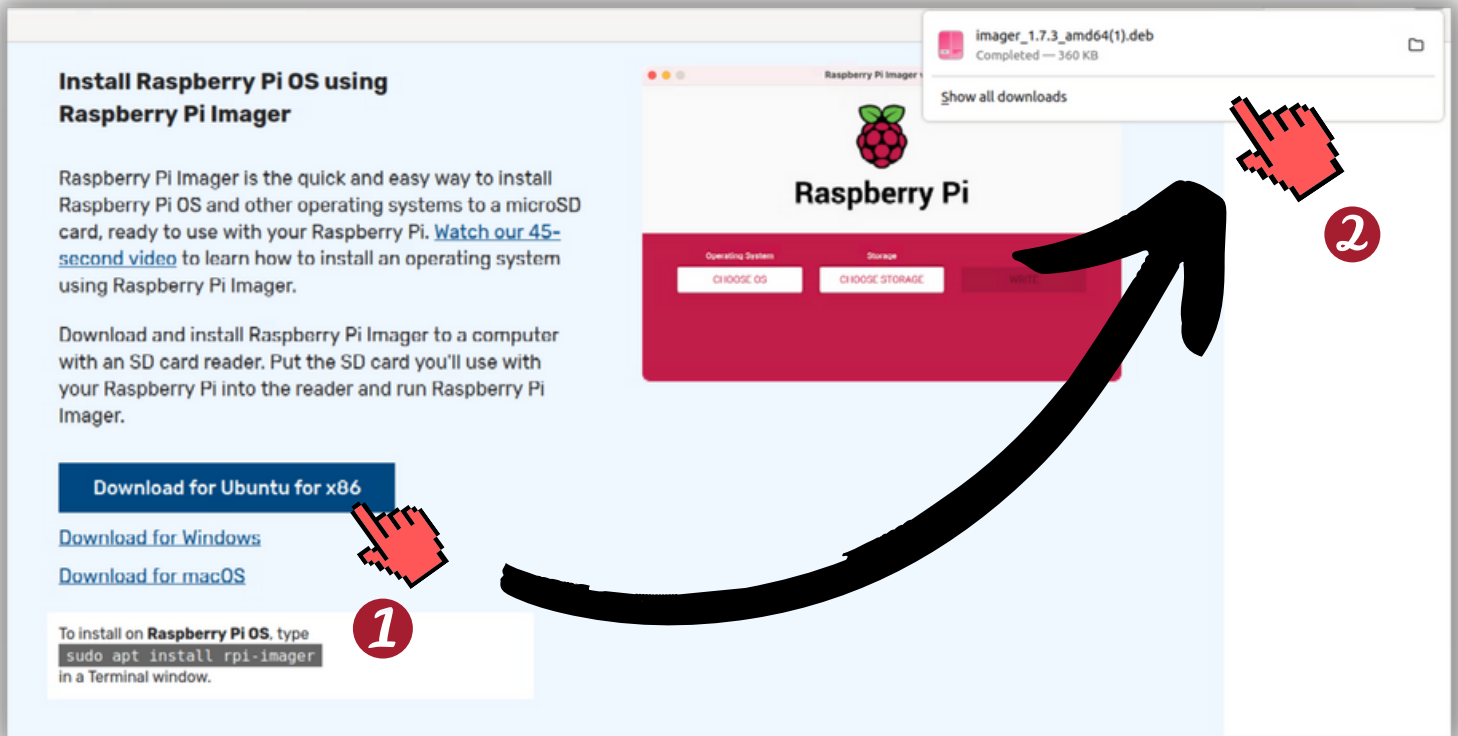 imager_1.7.3_amd64(1).deb
Completed — 360 KB
Show all downloads
Install Raspberry Pi OS using
Raspberry Pi Imager
Raspberry Pi Imager is the quick and easy way to install
Raspberry Pi OS and other operating systems to a microSD
card, ready to use with your Raspberry Pi. Watch our 45-
second video to learn how to install an operating system
using Raspberry Pi Imager.
Download and install Raspberry Pi Imager to a computer
with an SD card reader. Put the SD card you'll use with
your Raspberry Pi into the reader and run Raspberry Pi
Imager.
Download for Ubuntu for x86
Download for Windows
Download for macOS
1
To install on Raspberry Pi OS, type
sudo apt install rpi-imager
in a Terminal window.
Raspberry Pi Imager
Raspberry Pi
Operating System
Storage
CHOOSE OS
CHOOSE STORAGE
WRITE
2